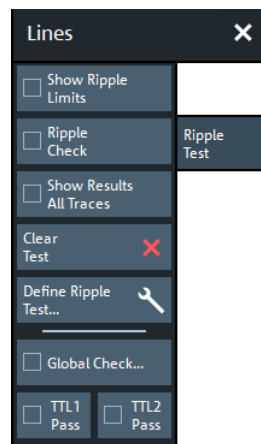 Lines
Show Ripple
Limits
Ripple
Check
Ripple
Test
Show Results
All Traces
Clear
Test
Define Ripple
Test...
Global Check...
TTL1
Pass
TTL2
Pass